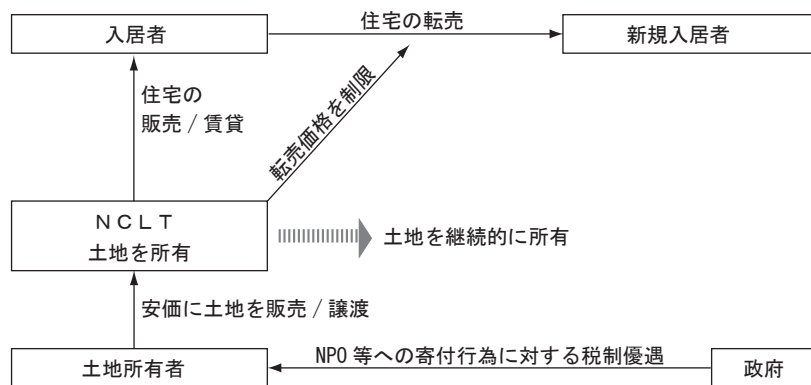 入居者
住宅の転売
新規入居者
住宅の
販売 / 賃貸
転売価格を制限
NCLT
土地を所有
土地を継続的に所有
安価に土地を販売 / 譲渡
土地所有者
NPO 等への寄付行為に対する税制優遇
政府